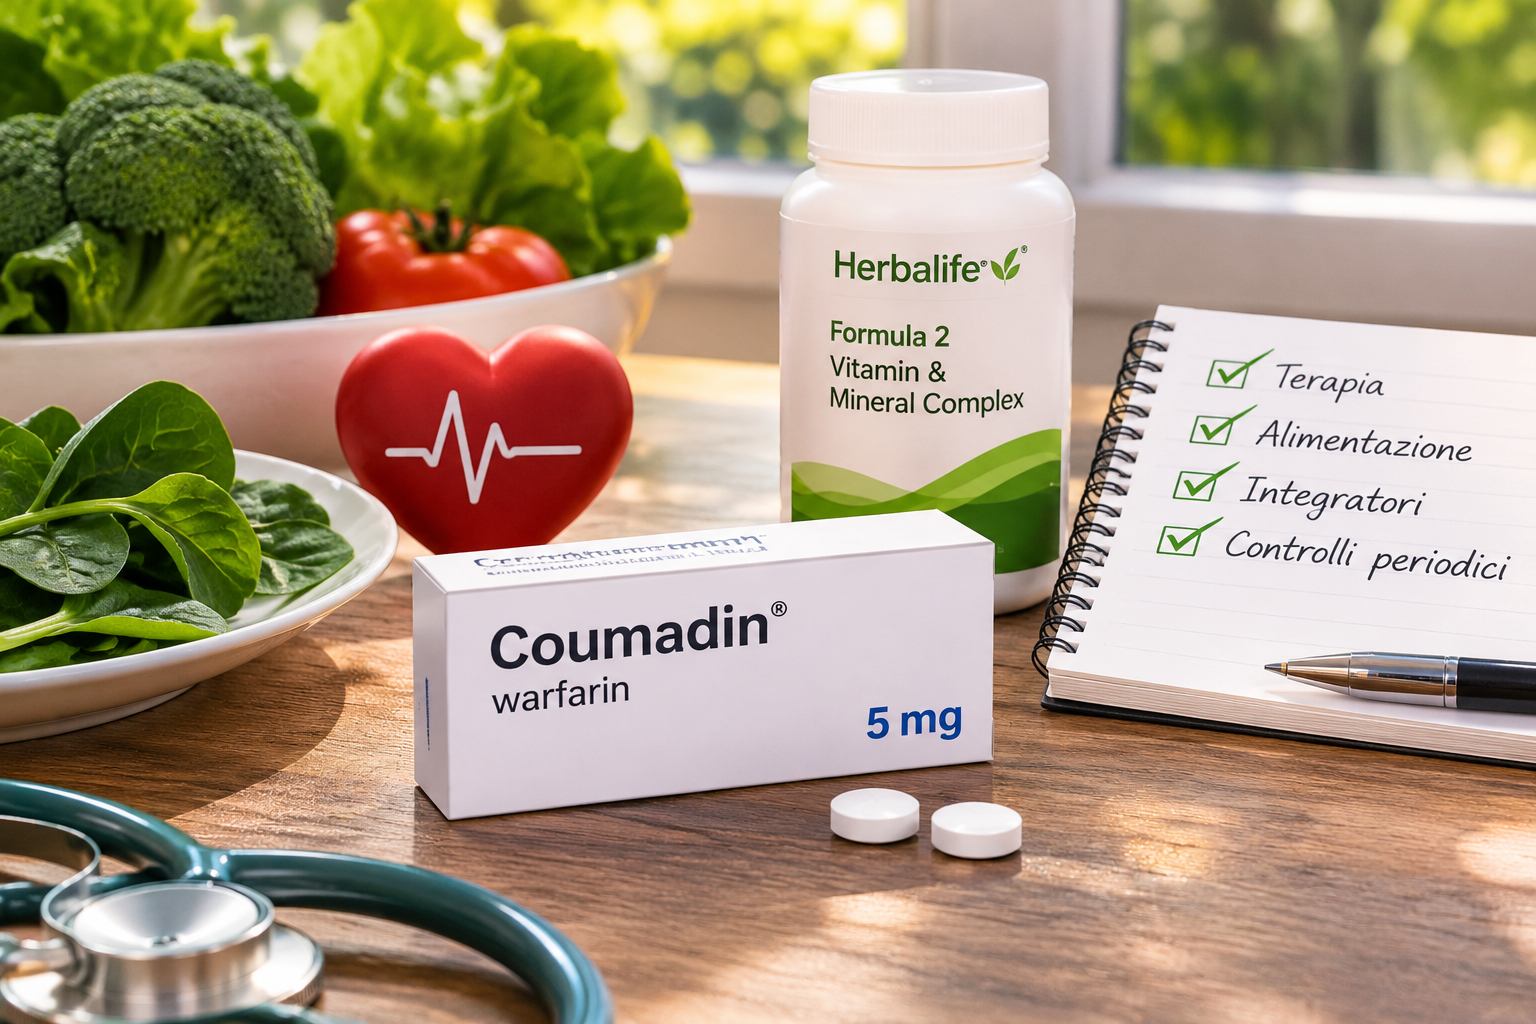 Herbalife®
Formula 2
Vitamin &
Mineral Complex
Terapia
Alimentazione
Integratori
Controlli periodici
Coumadin®
warfarin
5 mg